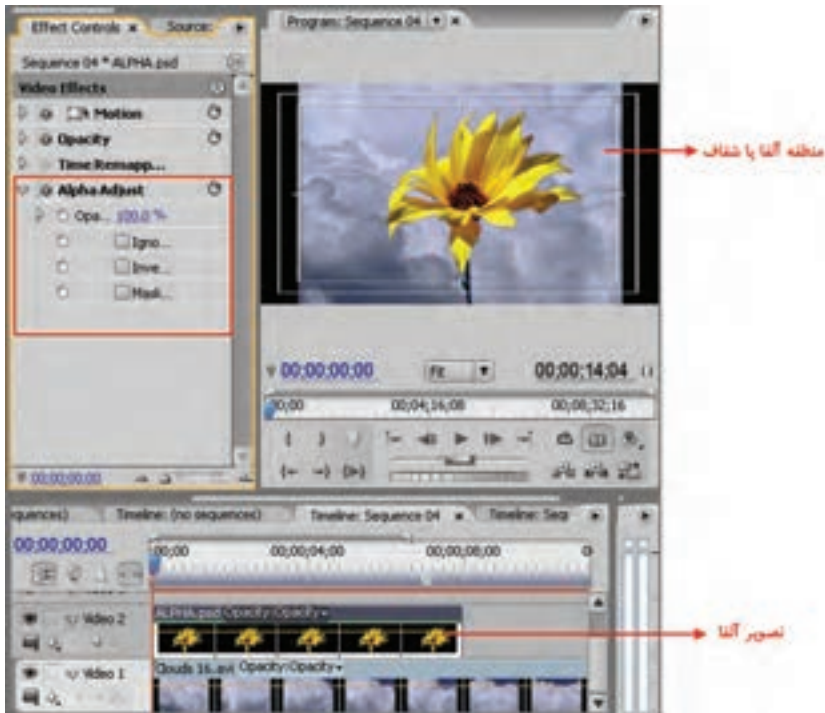 Effect Controls × Source:
Program: Sequence 04 ×
Sequence 04 * ALPHA.psd
Video Effects
Motion
Opacity
Time Remapp...
Alpha Adjust
Opa... 100.0 %
Igno...
Inve...
Mask...
منطقه آلفا یا شفاف
00;00;00;00 Fit 00;00;14;04
00;00 00;04;16;08 00;08;32;16
00;00;00;00
quences) Timeline: (no sequences) Timeline: Sequence 04 × Timeline: Seq
00;00;00;00
00;00 00;00;04;00 00;00;08;00 0
Video 2
ALPHA.psd Opacity:Opacity
تصویر آلفا
Video 1
Clouds 16.avi Opacity:Opacity